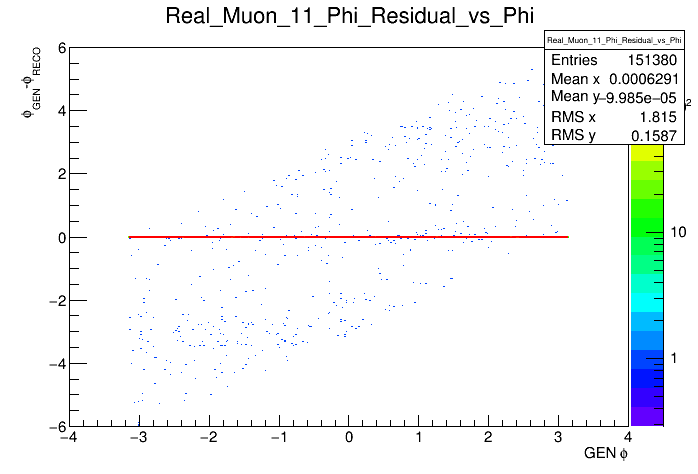 Real_Muon_11_Phi_Residual_vs_Phi
Real_Muon_11_Phi_Residual_vs_Phi
Entries 151380
Mean x 0.0006291
Mean y −9.985e−05
RMS x 1.815
RMS y 0.1587
ϕGEN-ϕRECO
6
4
2
0
−2
−4
−6
−4 −3 −2 −1 0 1 2 3 4
GEN ϕ
2
10
1